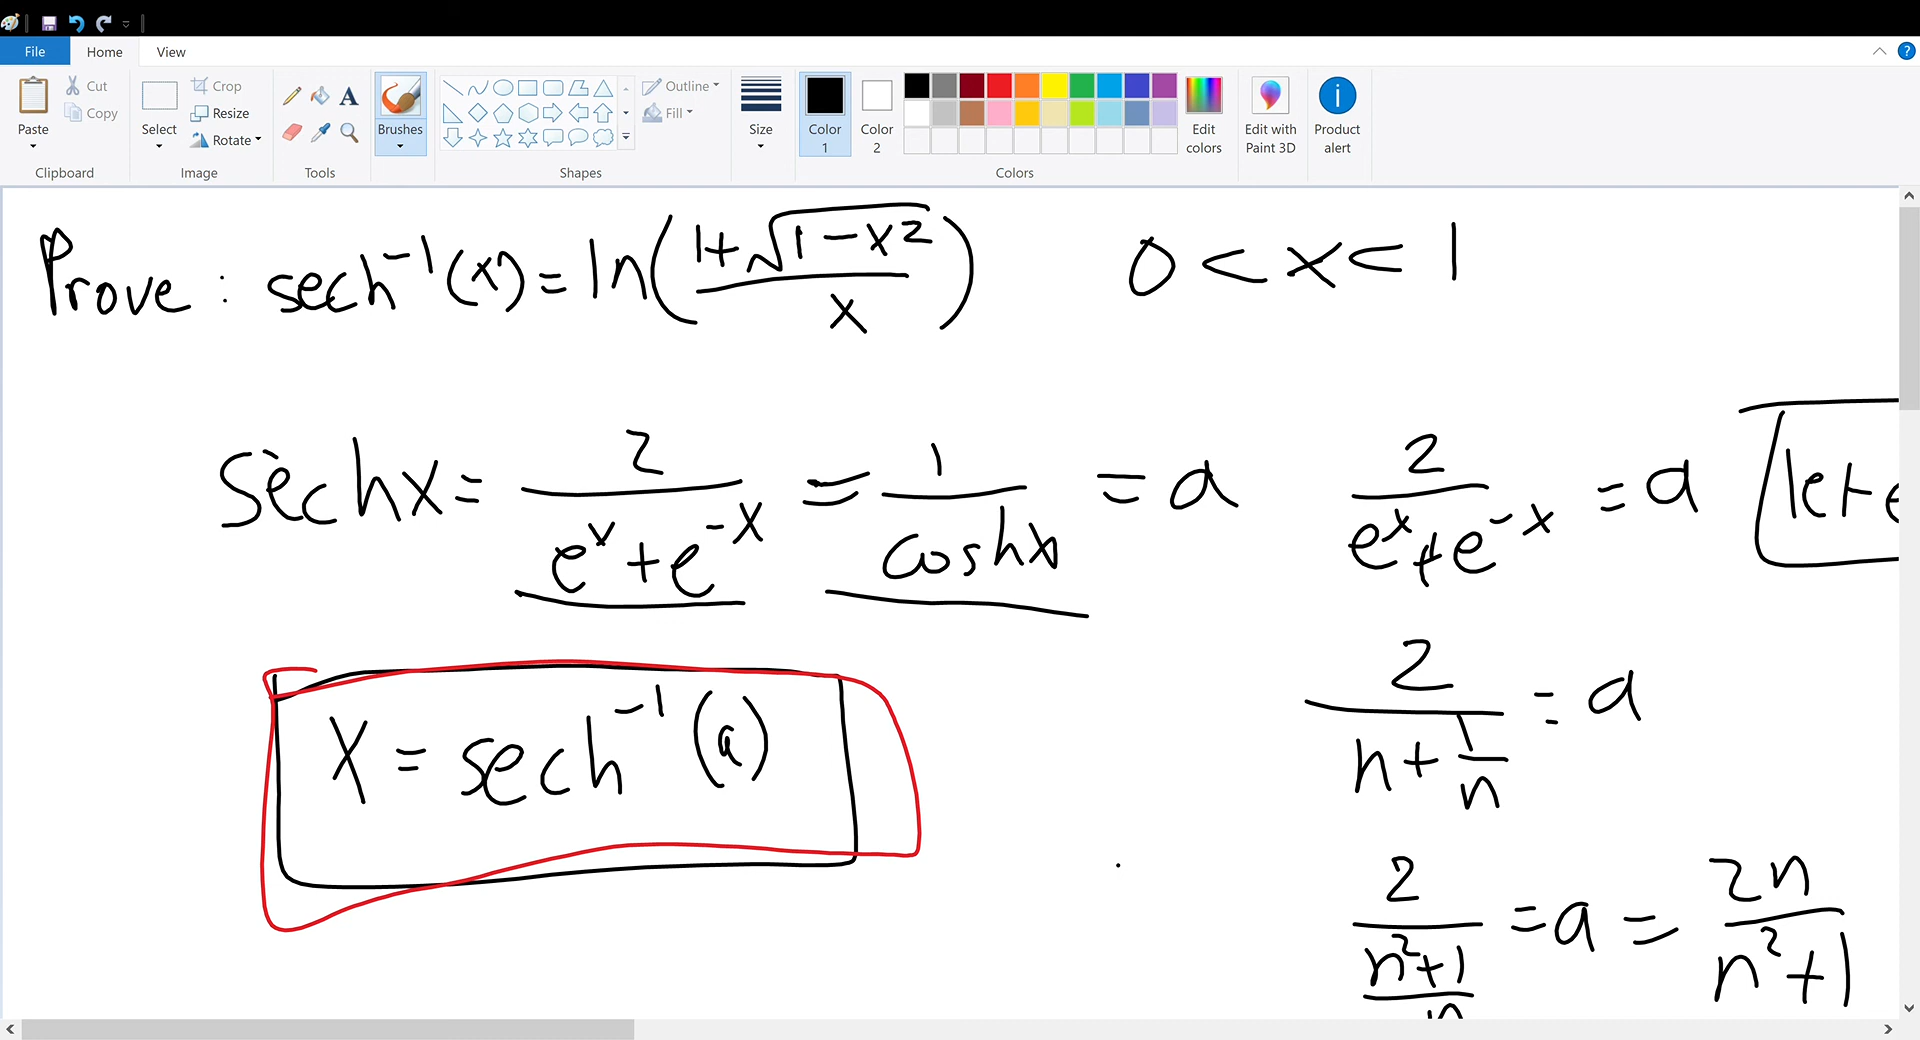 File Home View
Paste
Cut
Copy
Clipboard
Select
Crop
Resize
Rotate
Image
A
Tools
Brushes
Outline
Fill
Shapes
Size
Color 1
Color 2
Edit colors
Colors
Edit with Paint 3D
Product alert
Prove : sech⁻¹(x) = ln((1+√(1-x²))/x) 0 < x < 1
sechx = 2/(eˣ+e⁻ˣ) = 1/coshx = a 2/(eˣ+e⁻ˣ) = a let e
x = sech⁻¹(a) 2/(n+1/n) = a
2/((n²+1)/n) = a = 2n/(n²+1)